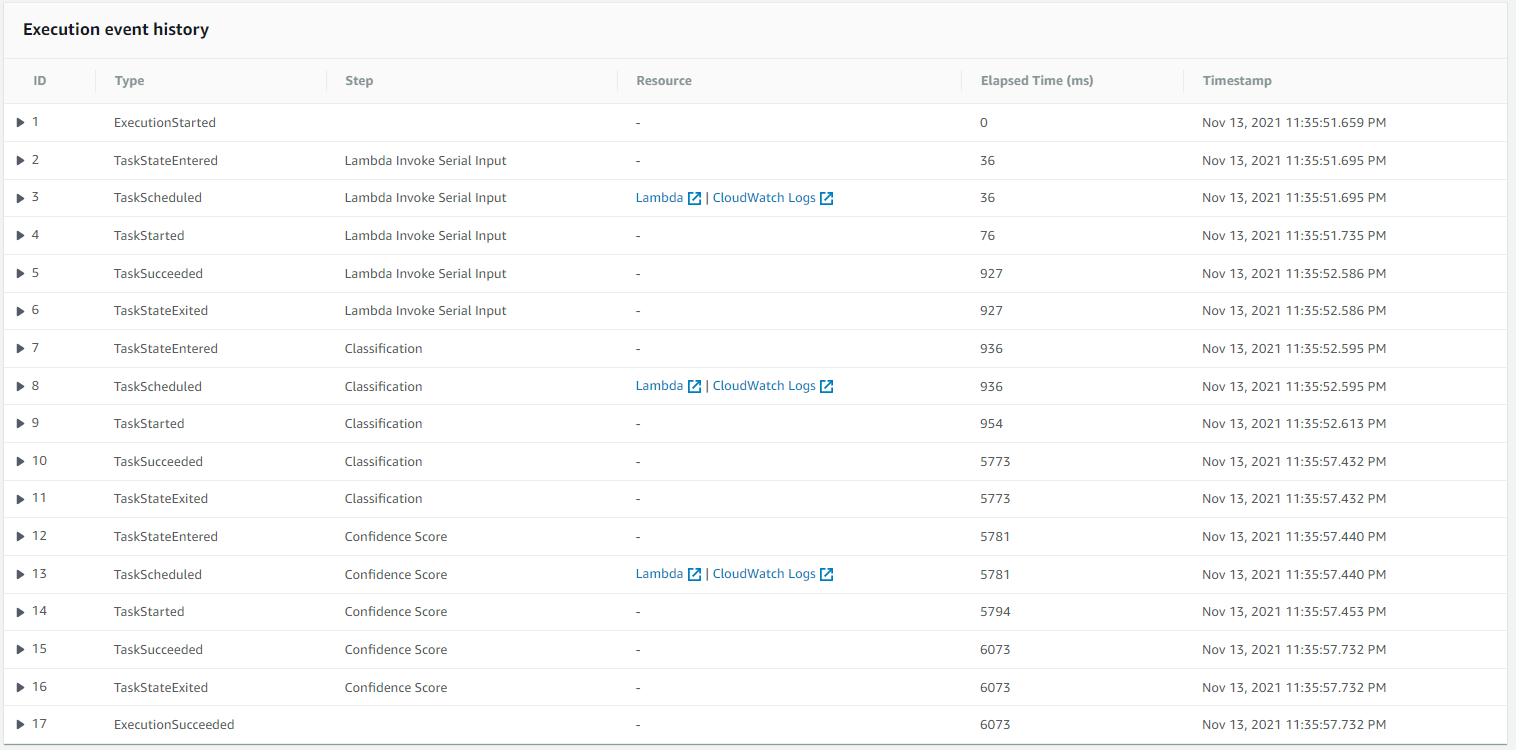 Execution event history
ID Type Step Resource Elapsed Time (ms) Timestamp
1 ExecutionStarted - 0 Nov 13, 2021 11:35:51.659 PM
2 TaskStateEntered Lambda Invoke Serial Input - 36 Nov 13, 2021 11:35:51.695 PM
3 TaskScheduled Lambda Invoke Serial Input Lambda | CloudWatch Logs 36 Nov 13, 2021 11:35:51.695 PM
4 TaskStarted Lambda Invoke Serial Input - 76 Nov 13, 2021 11:35:51.735 PM
5 TaskSucceeded Lambda Invoke Serial Input - 927 Nov 13, 2021 11:35:52.586 PM
6 TaskStateExited Lambda Invoke Serial Input - 927 Nov 13, 2021 11:35:52.586 PM
7 TaskStateEntered Classification - 936 Nov 13, 2021 11:35:52.595 PM
8 TaskScheduled Classification Lambda | CloudWatch Logs 936 Nov 13, 2021 11:35:52.595 PM
9 TaskStarted Classification - 954 Nov 13, 2021 11:35:52.613 PM
10 TaskSucceeded Classification - 5773 Nov 13, 2021 11:35:57.432 PM
11 TaskStateExited Classification - 5773 Nov 13, 2021 11:35:57.432 PM
12 TaskStateEntered Confidence Score - 5781 Nov 13, 2021 11:35:57.440 PM
13 TaskScheduled Confidence Score Lambda | CloudWatch Logs 5781 Nov 13, 2021 11:35:57.440 PM
14 TaskStarted Confidence Score - 5794 Nov 13, 2021 11:35:57.453 PM
15 TaskSucceeded Confidence Score - 6073 Nov 13, 2021 11:35:57.732 PM
16 TaskStateExited Confidence Score - 6073 Nov 13, 2021 11:35:57.732 PM
17 ExecutionSucceeded - 6073 Nov 13, 2021 11:35:57.732 PM